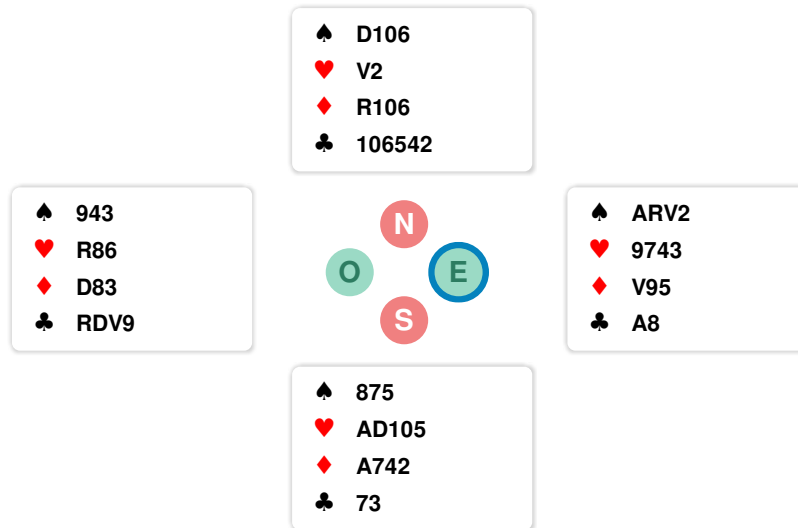 ♠ D106
♥ V2
♦ R106
♣ 106542
♠ 943
♥ R86
♦ D83
♣ RDV9
N
O E
S
♠ ARV2
♥ 9743
♦ V95
♣ A8
♠ 875
♥ AD105
♦ A742
♣ 73